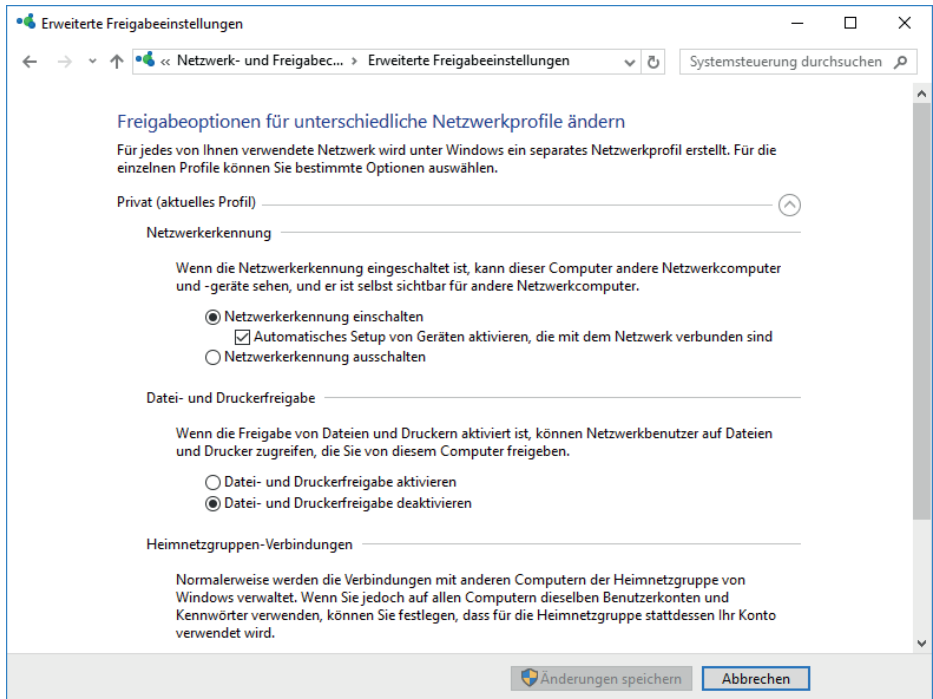 Erweiterte Freigabeeinstellungen
« Netzwerk- und Freigabec... › Erweiterte Freigabeeinstellungen
Systemsteuerung durchsuchen
Freigabeoptionen für unterschiedliche Netzwerkprofile ändern
Für jedes von Ihnen verwendete Netzwerk wird unter Windows ein separates Netzwerkprofil erstellt. Für die
einzelnen Profile können Sie bestimmte Optionen auswählen.
Privat (aktuelles Profil)
Netzwerkerkennung
Wenn die Netzwerkerkennung eingeschaltet ist, kann dieser Computer andere Netzwerkcomputer
und -geräte sehen, und er ist selbst sichtbar für andere Netzwerkcomputer.
Netzwerkerkennung einschalten
Automatisches Setup von Geräten aktivieren, die mit dem Netzwerk verbunden sind
Netzwerkerkennung ausschalten
Datei- und Druckerfreigabe
Wenn die Freigabe von Dateien und Druckern aktiviert ist, können Netzwerkbenutzer auf Dateien
und Drucker zugreifen, die Sie von diesem Computer freigeben.
Datei- und Druckerfreigabe aktivieren
Datei- und Druckerfreigabe deaktivieren
Heimnetzgruppen-Verbindungen
Normalerweise werden die Verbindungen mit anderen Computern der Heimnetzgruppe von
Windows verwaltet. Wenn Sie jedoch auf allen Computern dieselben Benutzerkonten und
Kennwörter verwenden, können Sie festlegen, dass für die Heimnetzgruppe stattdessen Ihr Konto
verwendet wird.
Änderungen speichern
Abbrechen